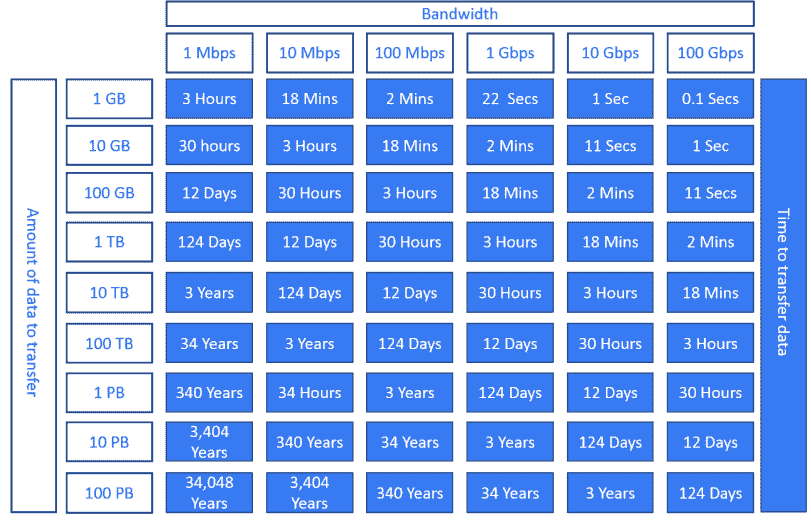 Bandwidth
1 Mbps 10 Mbps 100 Mbps 1 Gbps 10 Gbps 100 Gbps
Amount of data to transfer
Time to transfer data
1 GB 3 Hours 18 Mins 2 Mins 22 Secs 1 Sec 0.1 Secs
10 GB 30 hours 3 Hours 18 Mins 2 Mins 11 Secs 1 Sec
100 GB 12 Days 30 Hours 3 Hours 18 Mins 2 Mins 11 Secs
1 TB 124 Days 12 Days 30 Hours 3 Hours 18 Mins 2 Mins
10 TB 3 Years 124 Days 12 Days 30 Hours 3 Hours 18 Mins
100 TB 34 Years 3 Years 124 Days 12 Days 30 Hours 3 Hours
1 PB 340 Years 34 Hours 3 Years 124 Days 12 Days 30 Hours
10 PB 3,404 Years 340 Years 34 Years 3 Years 124 Days 12 Days
100 PB 34,048 Years 3,404 Years 340 Years 34 Years 3 Years 124 Days